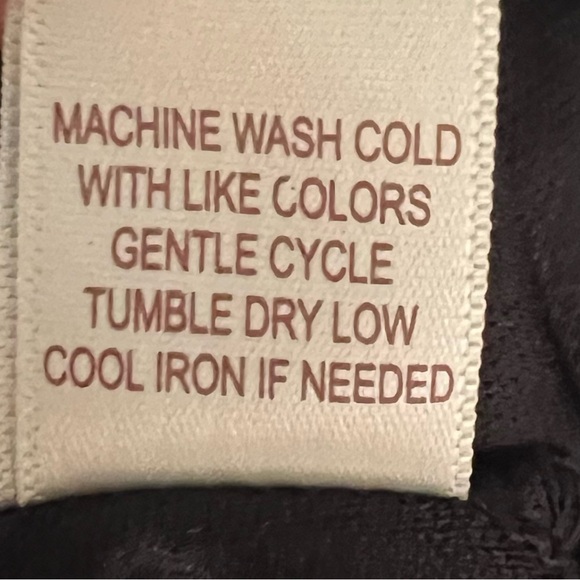 MACHINE WASH COLD
WITH LIKE COLORS
GENTLE CYCLE
TUMBLE DRY LOW
COOL IRON IF NEEDED